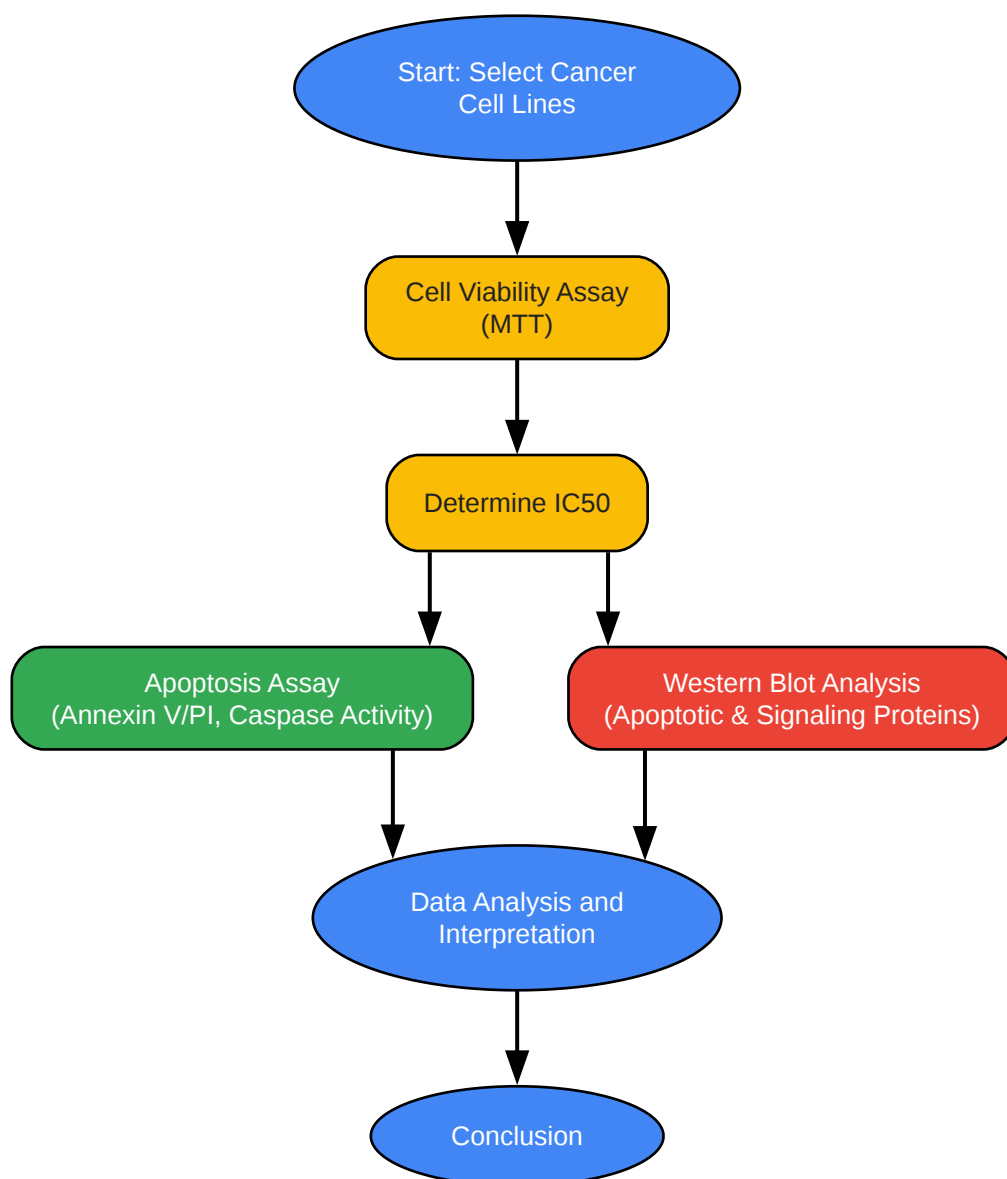 Start: Select Cancer
Cell Lines
Cell Viability Assay
(MTT)
Determine IC50
Apoptosis Assay
(Annexin V/PI, Caspase Activity)
Western Blot Analysis
(Apoptotic & Signaling Proteins)
Data Analysis and
Interpretation
Conclusion